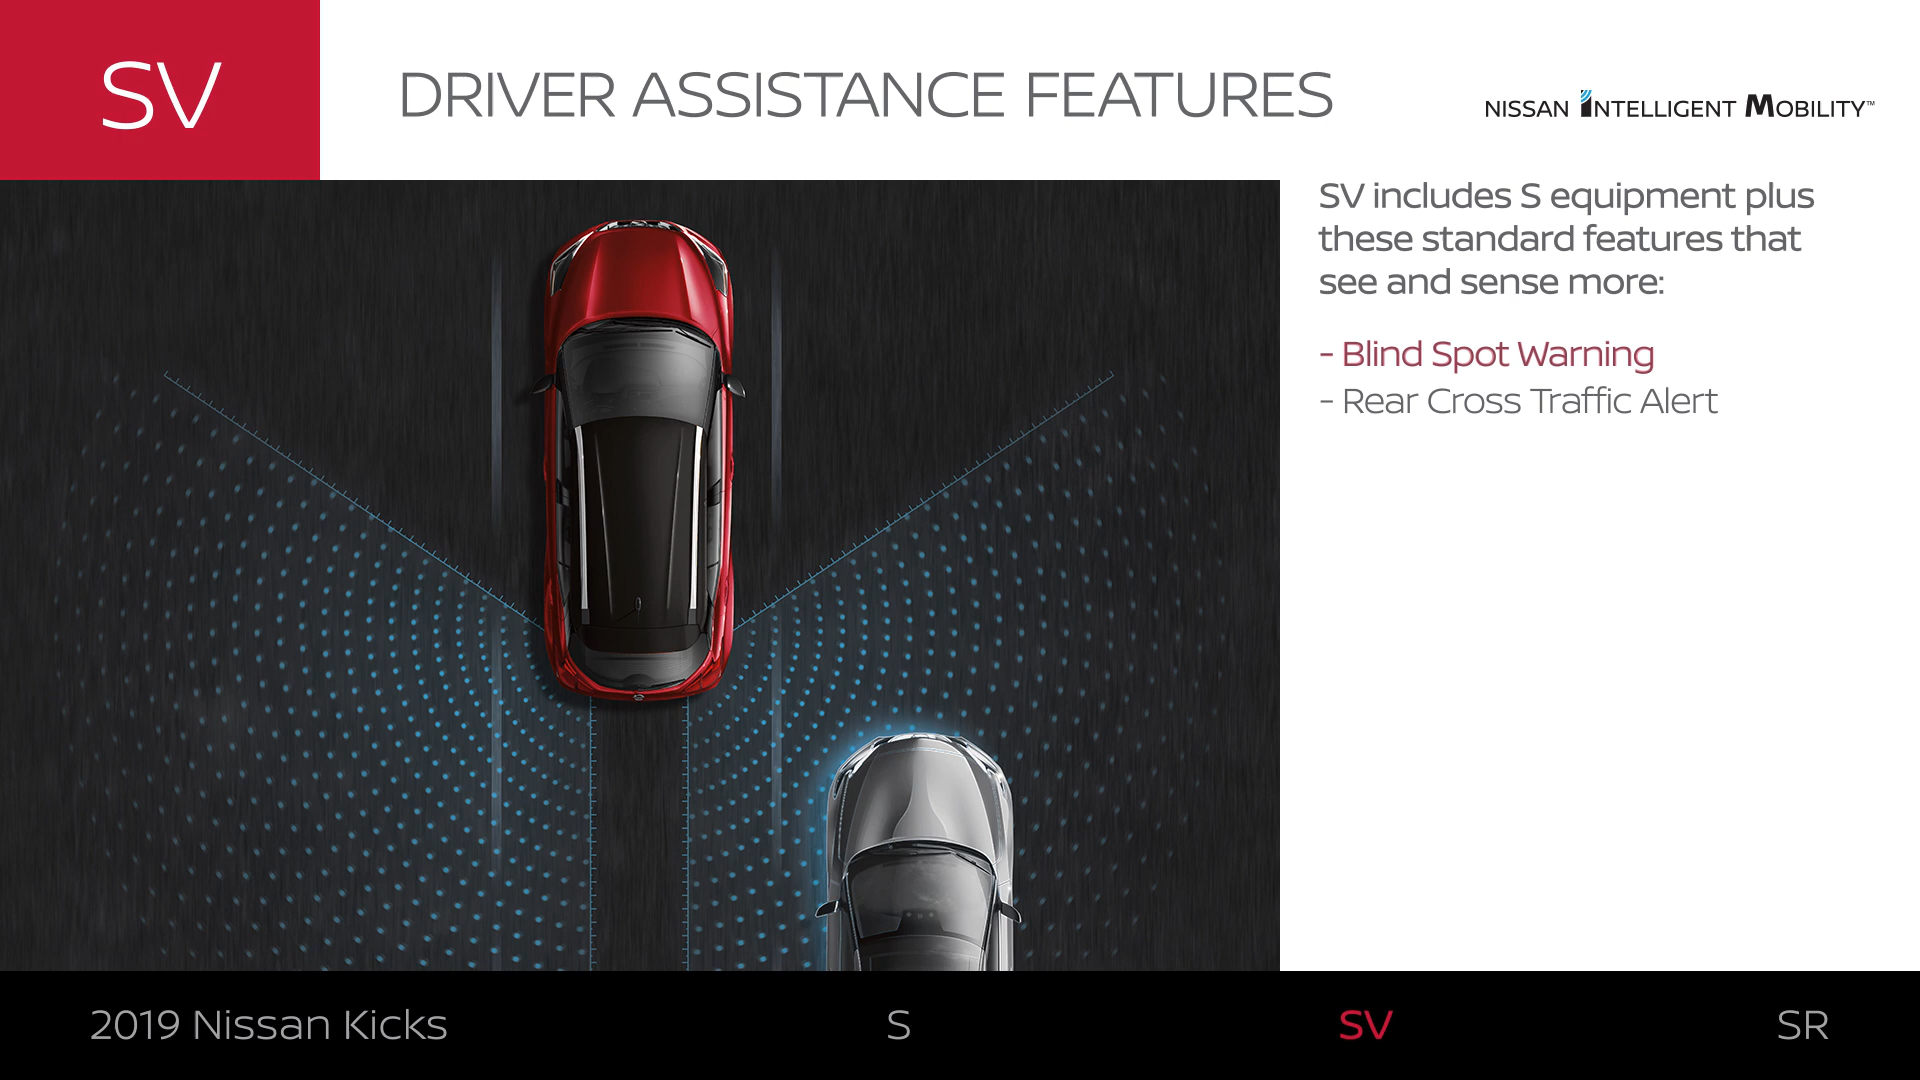 SV
DRIVER ASSISTANCE FEATURES
NISSAN INTELLIGENT MOBILITY™
SV includes S equipment plus
these standard features that
see and sense more:
- Blind Spot Warning
- Rear Cross Traffic Alert
2019 Nissan Kicks
S
SV
SR